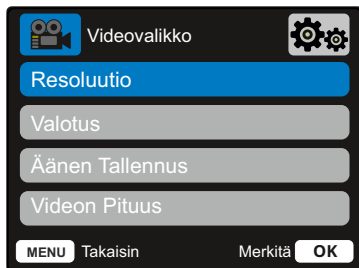 Videovalikko
Resoluutio
Valotus
Äänen Tallennus
Videon Pituus
MENU Takaisin Merkitä OK